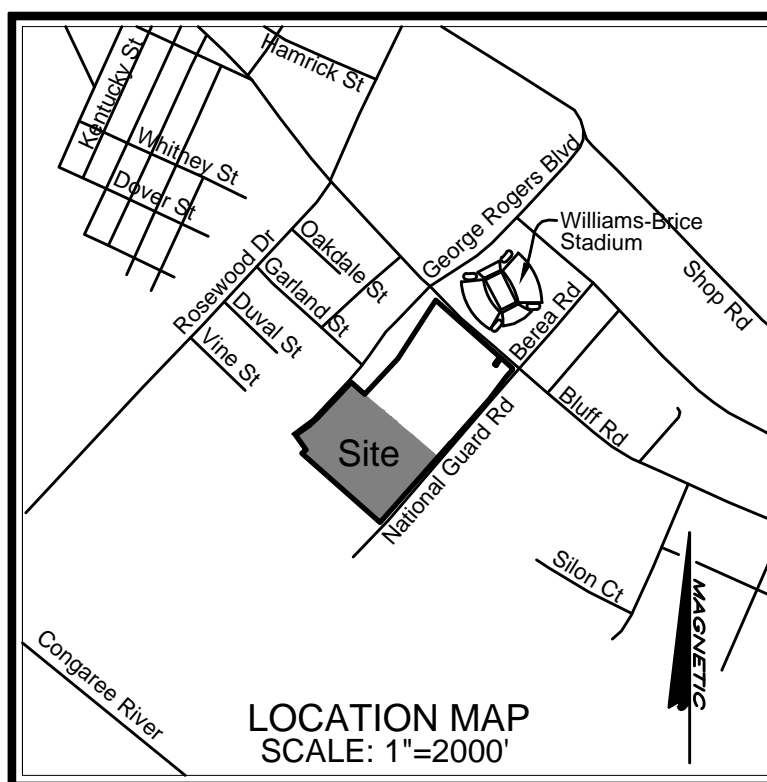 Hamrick St
Kentucky St
Whitney St
Dover St
George Rogers Blvd
Williams-Brice
Stadium
Shop Rd
Rosewood Dr
Oakdale St
Garland St
Duval St
Vine St
Berea Rd
Bluff Rd
Site
National Guard Rd
Silon Ct
MAGNETIC
Congaree River
LOCATION MAP
SCALE: 1"=2000'